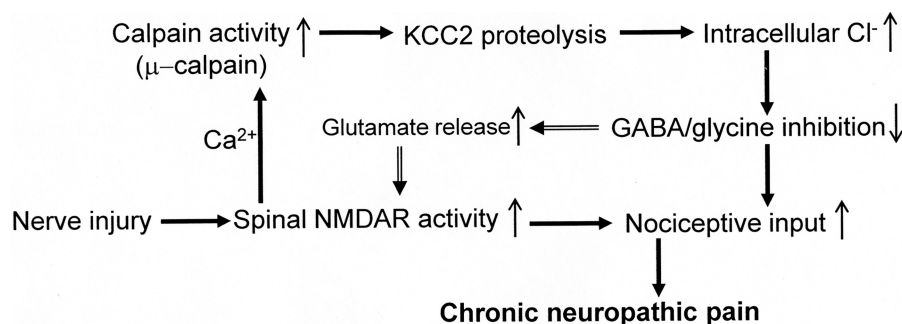 Calpain activity ↑ → KCC2 proteolysis → Intracellular Cl⁻ ↑
(μ–calpain)
Ca²⁺
Glutamate release ↑ ⇐ GABA/glycine inhibition ↓
Nerve injury → Spinal NMDAR activity ↑ → Nociceptive input ↑
Chronic neuropathic pain